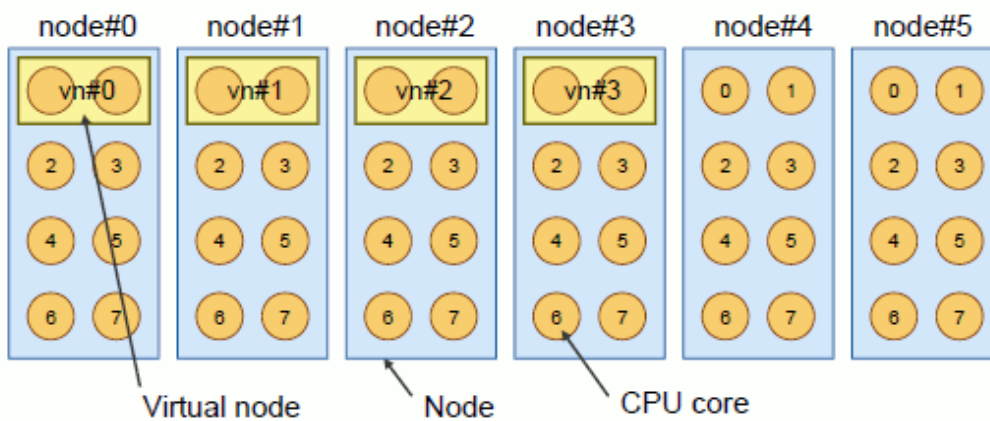 node#0 node#1 node#2 node#3 node#4 node#5
vn#0 vn#1 vn#2 vn#3 0 1 0 1
2 3 2 3 2 3 2 3 2 3 2 3
4 5 4 5 4 5 4 5 4 5 4 5
6 7 6 7 6 7 6 7 6 7 6 7
Virtual node Node CPU core